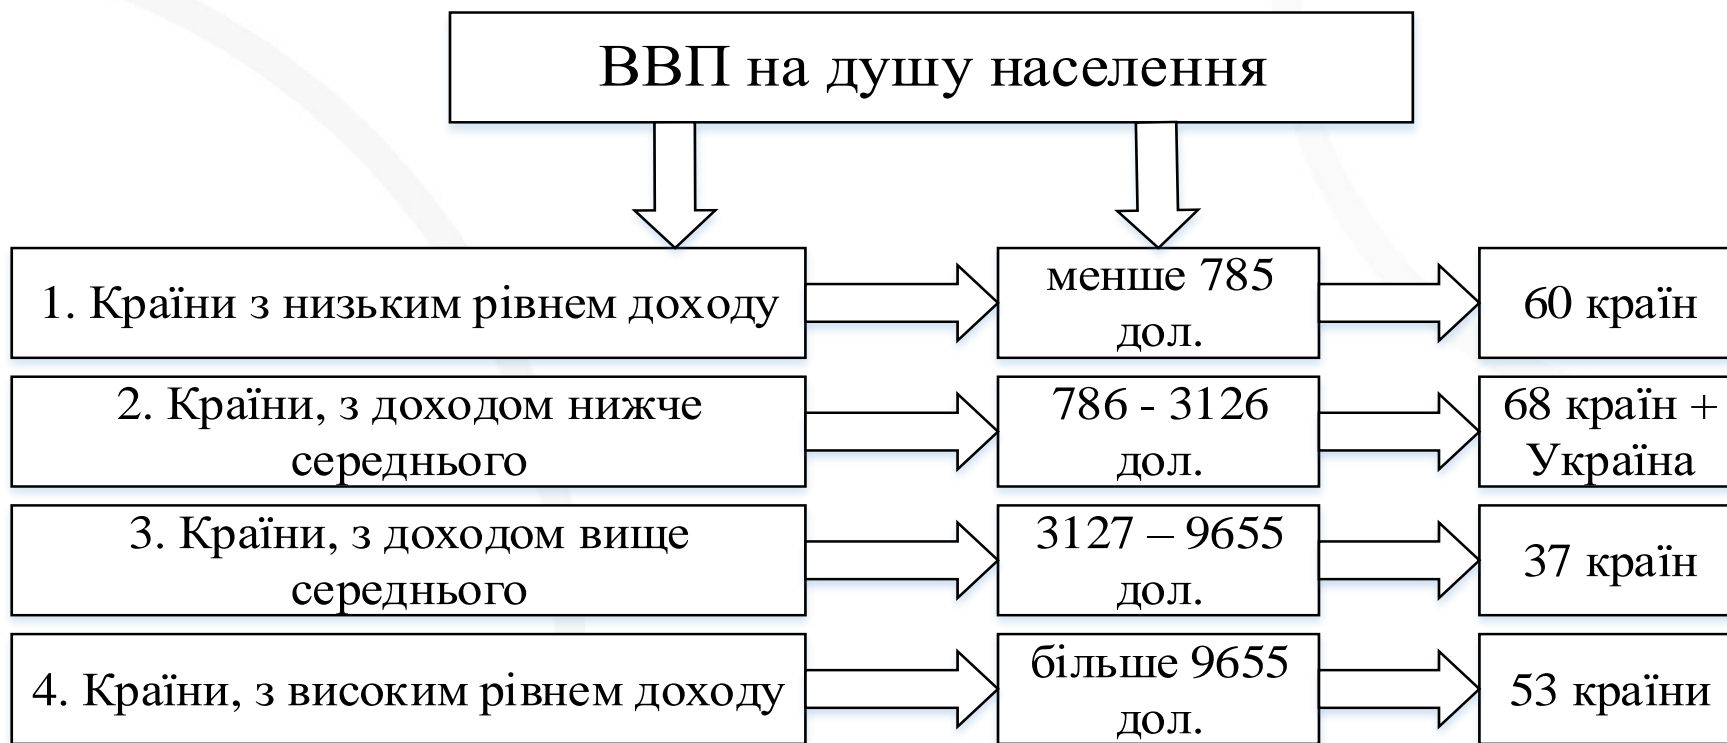 ВВП на душу населення
1. Країни з низьким рівнем доходу
менше 785
дол.
60 країн
2. Країни, з доходом нижче
середнього
786 - 3126
дол.
68 країн +
Україна
3. Країни, з доходом вище
середнього
3127 – 9655
дол.
37 країн
4. Країни, з високим рівнем доходу
більше 9655
дол.
53 країни